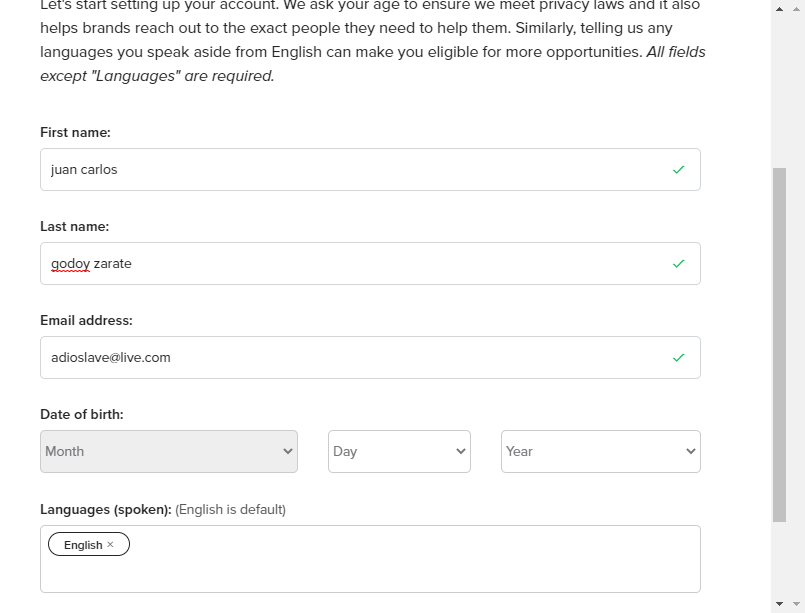 Let's start setting up your account. We ask your age to ensure we meet privacy laws and it also
helps brands reach out to the exact people they need to help them. Similarly, telling us any
languages you speak aside from English can make you eligible for more opportunities. All fields
except "Languages" are required.
First name:
juan carlos
Last name:
godoy zarate
Email address:
adioslave@live.com
Date of birth:
Month Day Year
Languages (spoken): (English is default)
English ×